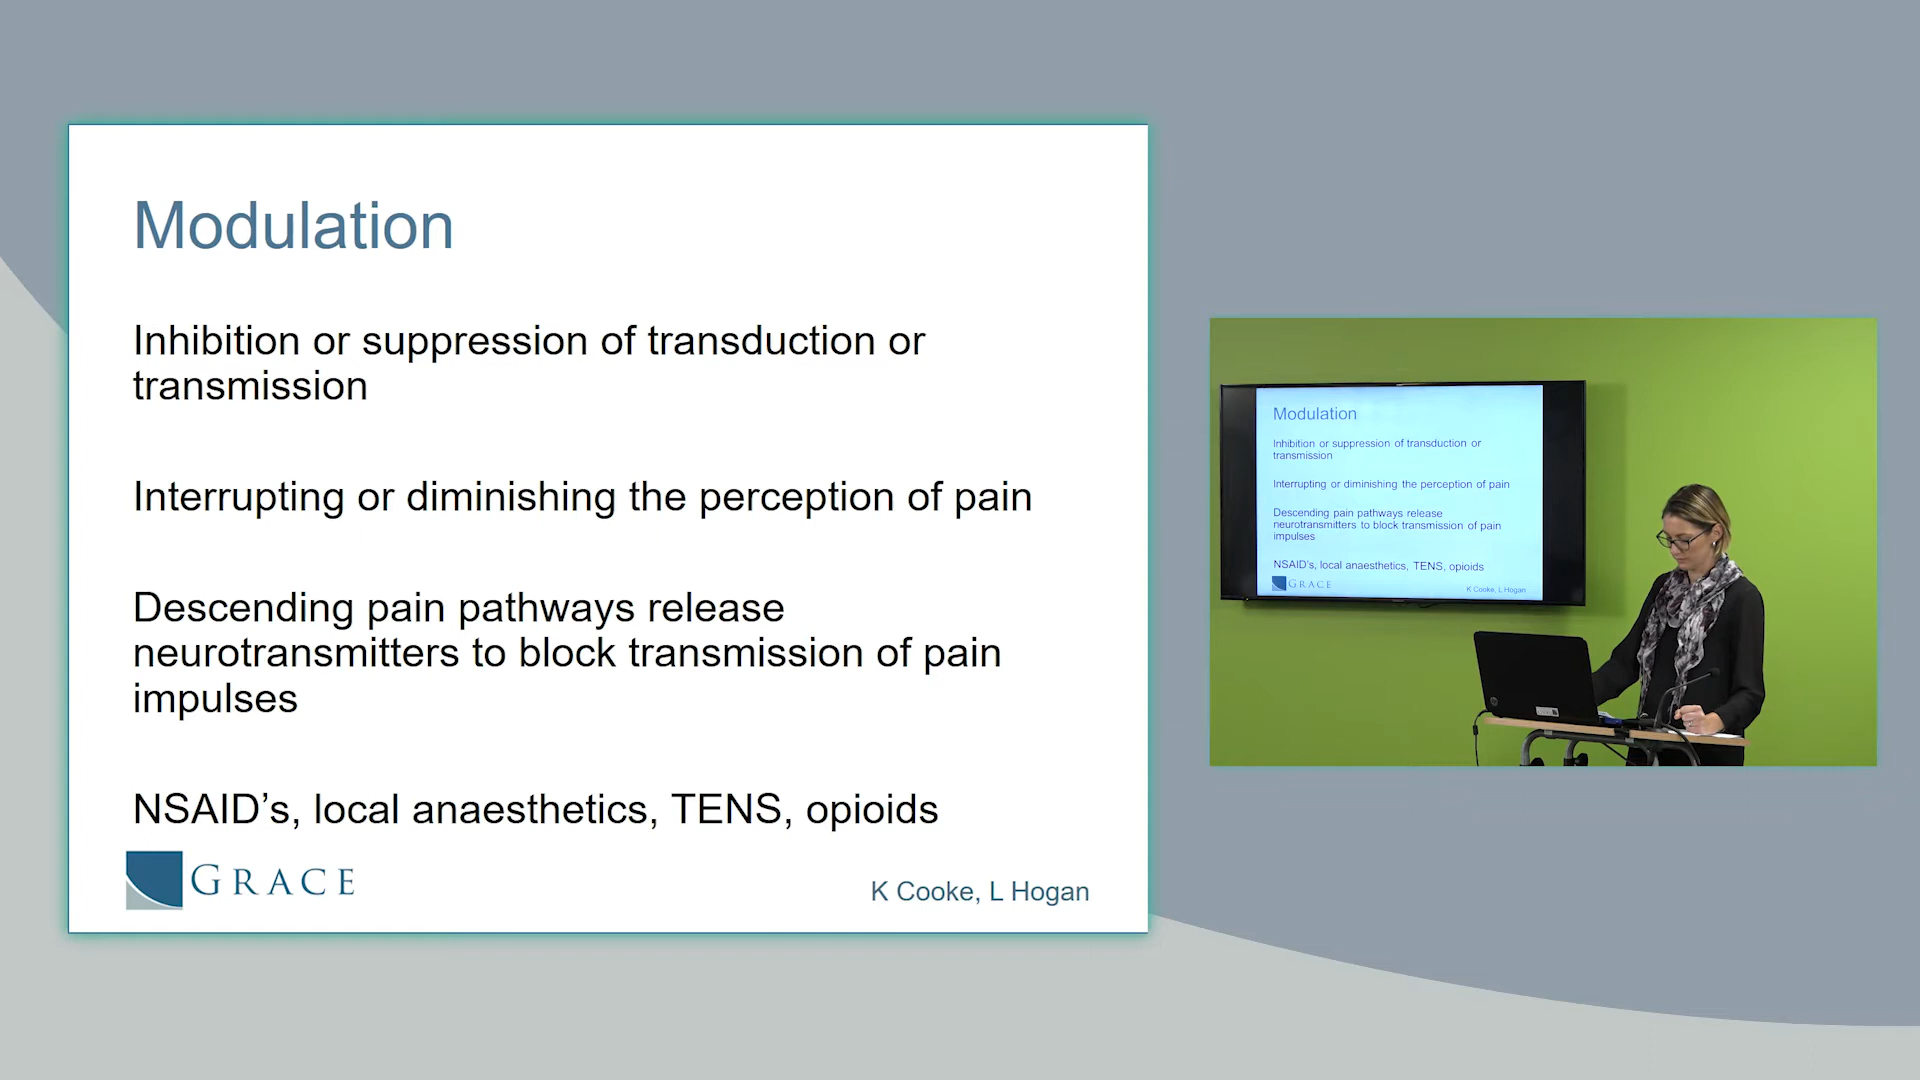 Modulation
Inhibition or suppression of transduction or
transmission
Interrupting or diminishing the perception of pain
Descending pain pathways release
neurotransmitters to block transmission of pain
impulses
NSAID’s, local anaesthetics, TENS, opioids
GRACE
K Cooke, L Hogan
Modulation
Inhibition or suppression of transduction or
transmission
Interrupting or diminishing the perception of pain
Descending pain pathways release
neurotransmitters to block transmission of pain
impulses
NSAID's, local anaesthetics, TENS, opioids
GRACE
K Cooke, L Hogan